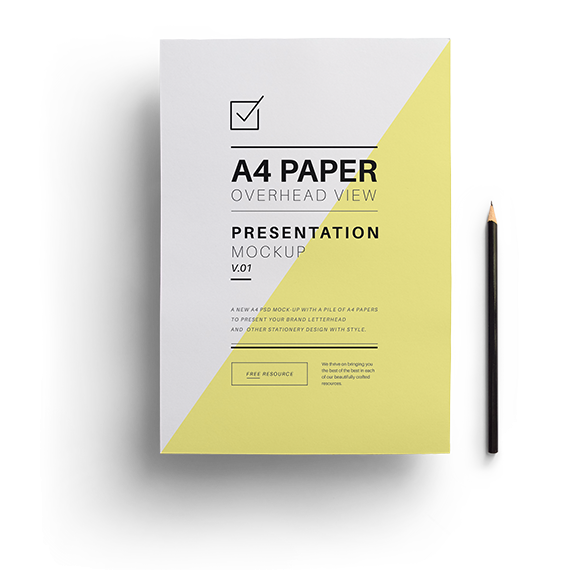 A4 PAPER
OVERHEAD VIEW
PRESENTATION
MOCKUP
V.01
A NEW A4 PSD MOCK-UP WITH A PILE OF A4 PAPERS
TO PRESENT YOUR BRAND LETTERHEAD
AND OTHER STATIONERY DESIGN WITH STYLE.
FREE RESOURCE
We thrive on bringing you
the best of the best in each
of our beautifully crafted
resources.